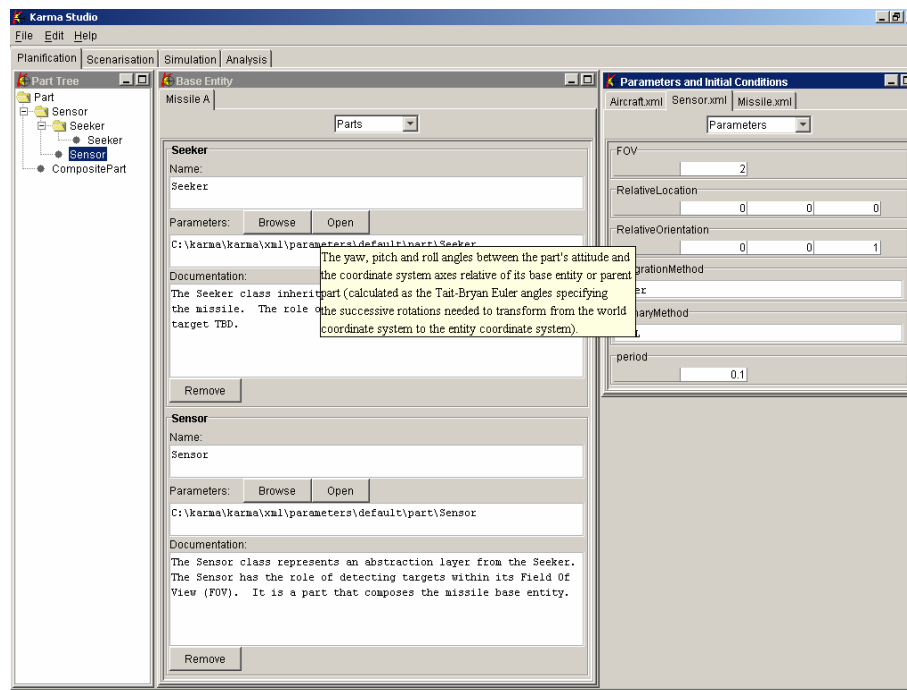 Karma Studio
File Edit Help
Planification Scenarisation Simulation Analysis
Part Tree
Part
Sensor
Seeker
Seeker
Sensor
CompositePart
Base Entity
Missile A
Parts
Seeker
Name:
Seeker
Parameters: Browse Open
C:\karma\karma\xml\parameters\default\part\Seeker
Documentation:
The Seeker class inherit
the missile. The role o
target TBD.
Remove
Sensor
Name:
Sensor
Parameters: Browse Open
C:\karma\karma\xml\parameters\default\part\Sensor
Documentation:
The Sensor class represents an abstraction layer from the Seeker.
The Sensor has the role of detecting targets within its Field Of
View (FOV). It is a part that composes the missile base entity.
Remove
The yaw, pitch and roll angles between the part's attitude and
the coordinate system axes relative of its base entity or parent
part (calculated as the Tait-Bryan Euler angles specifying
the successive rotations needed to transform from the world
coordinate system to the entity coordinate system).
Parameters and Initial Conditions
Aircraft.xml Sensor.xml Missile.xml
Parameters
FOV
2
RelativeLocation
0 0 0
RelativeOrientation
0 0 1
grationMethod
er
naryMethod
period
0.1